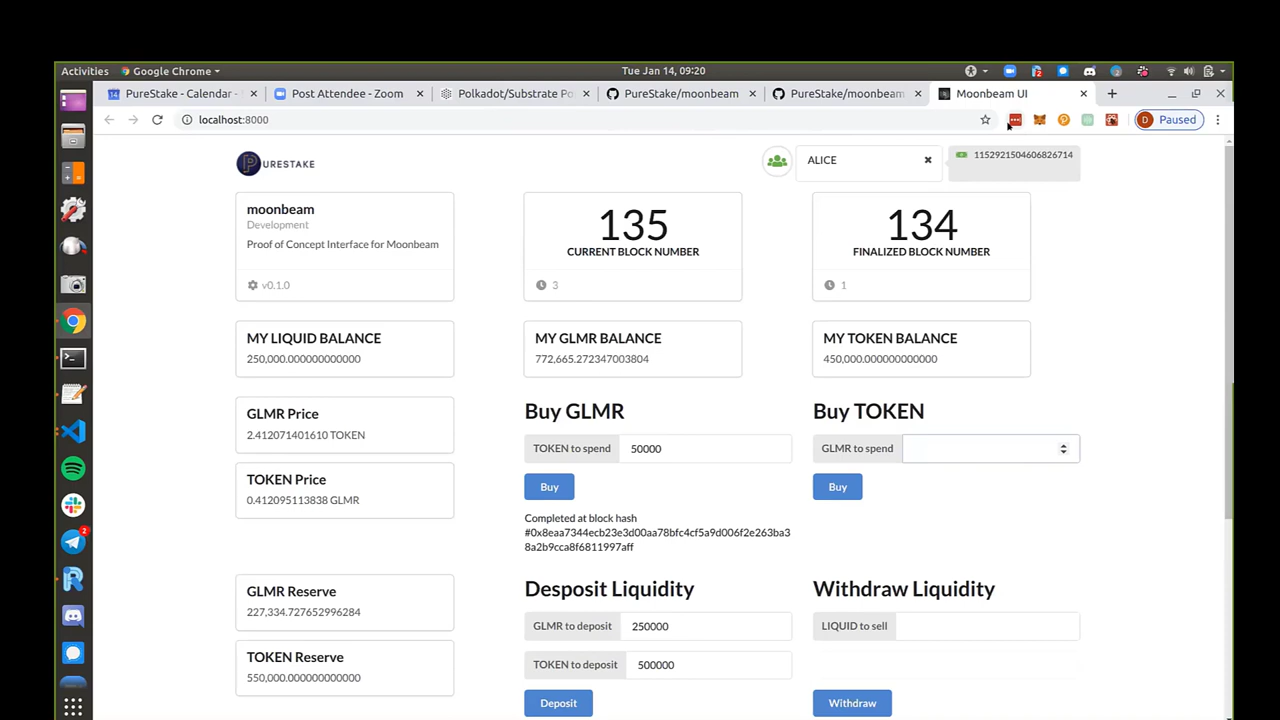 Activities
Google Chrome
Tue Jan 14, 09:20
2
PureStake - Calendar -
Post Attendee - Zoom
Polkadot/Substrate Po
PureStake/moonbeam
PureStake/moonbeam
Moonbeam UI
localhost:8000
D
Paused
PURESTAKE
ALICE
1152921504606826714
moonbeam
Development
Proof of Concept Interface for Moonbeam
v0.1.0
135
CURRENT BLOCK NUMBER
3
134
FINALIZED BLOCK NUMBER
1
MY LIQUID BALANCE
250,000.000000000000
MY GLMR BALANCE
772,665.272347003804
MY TOKEN BALANCE
450,000.000000000000
GLMR Price
2.412071401610 TOKEN
TOKEN Price
0.412095113838 GLMR
Buy GLMR
TOKEN to spend
50000
Buy
Completed at block hash
#0x8eaa7344ecb23e3d00aa78bfc4cf5a9d006f2e263ba3
8a2b9cca8f6811997aff
Buy TOKEN
GLMR to spend
Buy
GLMR Reserve
227,334.727652996284
TOKEN Reserve
550,000.000000000000
Desposit Liquidity
GLMR to deposit
250000
TOKEN to deposit
500000
Deposit
Withdraw Liquidity
LIQUID to sell
Withdraw
2